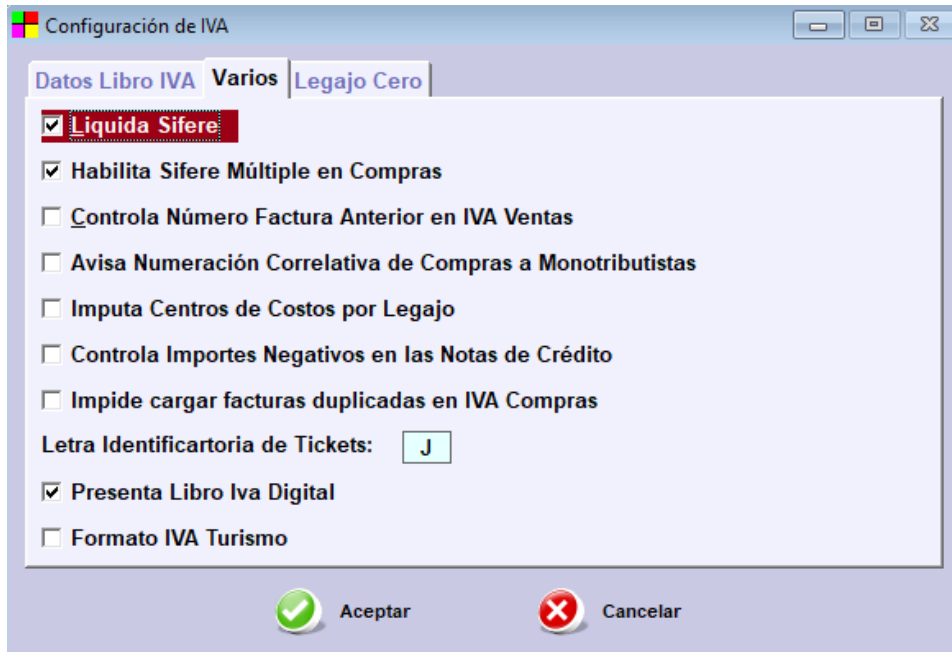 Configuración de IVA
Datos Libro IVA Varios Legajo Cero
Liquida Sifere
Habilita Sifere Múltiple en Compras
Controla Número Factura Anterior en IVA Ventas
Avisa Numeración Correlativa de Compras a Monotributistas
Imputa Centros de Costos por Legajo
Controla Importes Negativos en las Notas de Crédito
Impide cargar facturas duplicadas en IVA Compras
Letra Identificartoria de Tickets: J
Presenta Libro Iva Digital
Formato IVA Turismo
Aceptar Cancelar